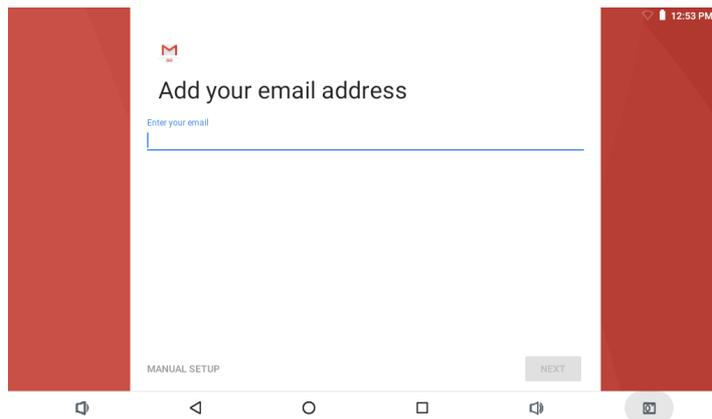 12:53 PM
Add your email address
Enter your email
MANUAL SETUP
NEXT